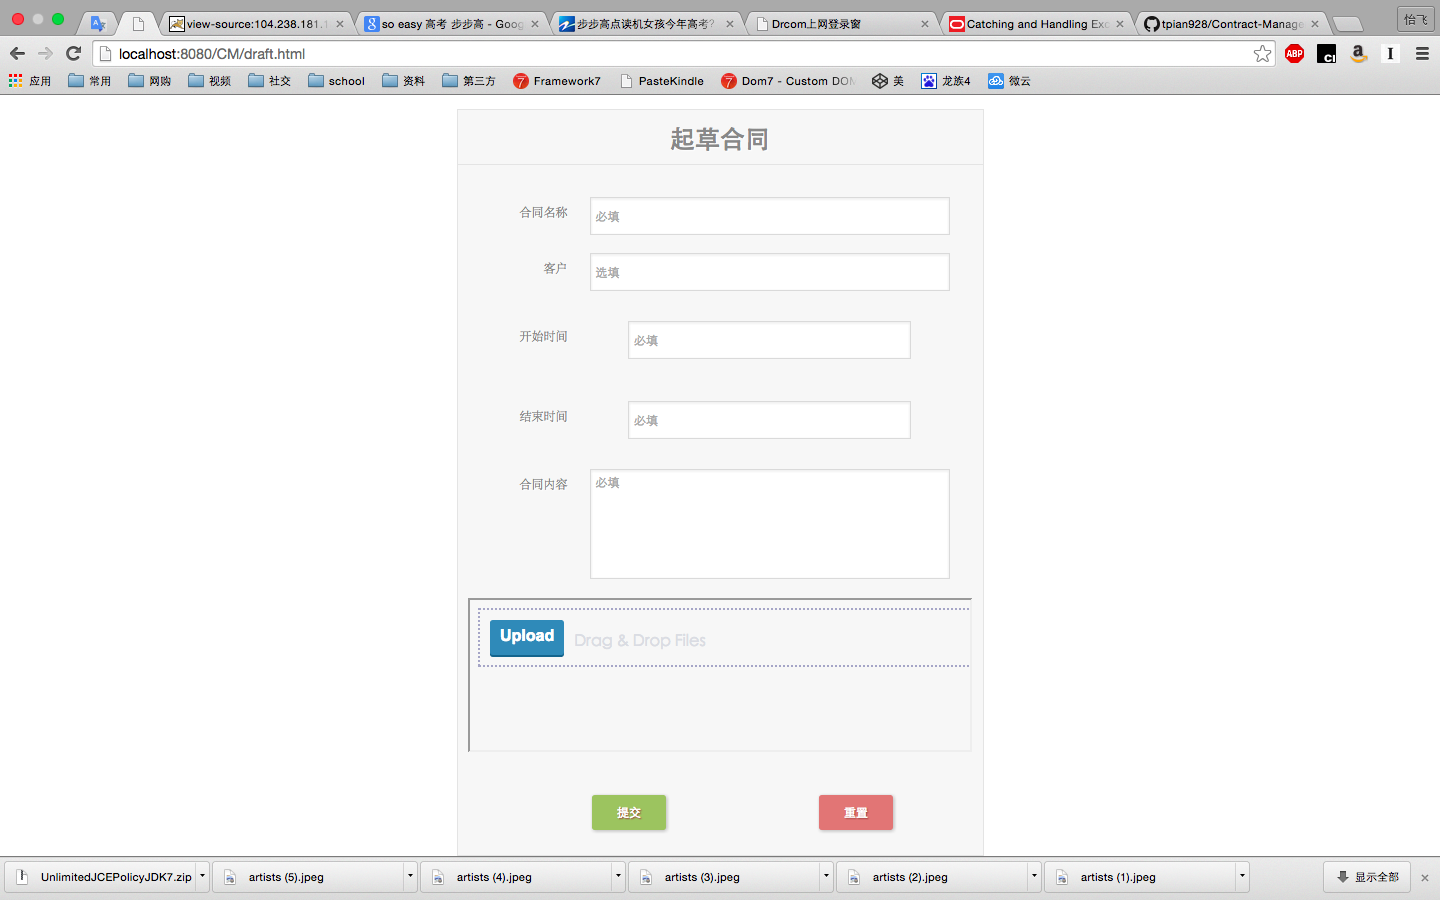 view-source:104.238.181.1
so easy 高考 步步高 - Goog
步步高点读机女孩今年高考?
Drcom上网登录窗
Catching and Handling Exc
tpian928/Contract-Manage
怡飞
localhost:8080/CM/draft.html
ABP
应用
常用
网购
视频
社交
school
资料
第三方
Framework7
PasteKindle
Dom7 - Custom DOM
美
龙族4
微云
起草合同
合同名称
必填
客户
选填
开始时间
必填
结束时间
必填
合同内容
必填
Upload
Drag & Drop Files
提交
重置
UnlimitedJCEPolicyJDK7.zip
artists (5).jpeg
artists (4).jpeg
artists (3).jpeg
artists (2).jpeg
artists (1).jpeg
显示全部